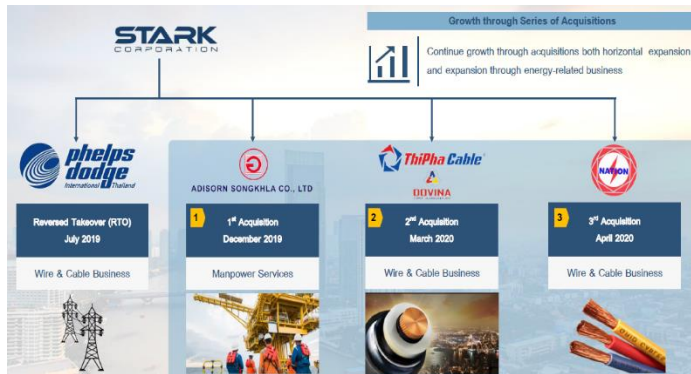 STARK
CORPORATION
Growth through Series of Acquisitions
Continue growth through acquisitions both horizontal expansion
and expansion through energy-related business
phelps
dodge
International Thailand
Reversed Takeover (RTO)
July 2019
Wire & Cable Business
ADISORN SONGKHLA CO., LTD
1
1st Acquisition
December 2019
Manpower Services
ThiPha Cable
DOVINA
2
2nd Acquisition
March 2020
Wire & Cable Business
NATION
3
3rd Acquisition
April 2020
Wire & Cable Business